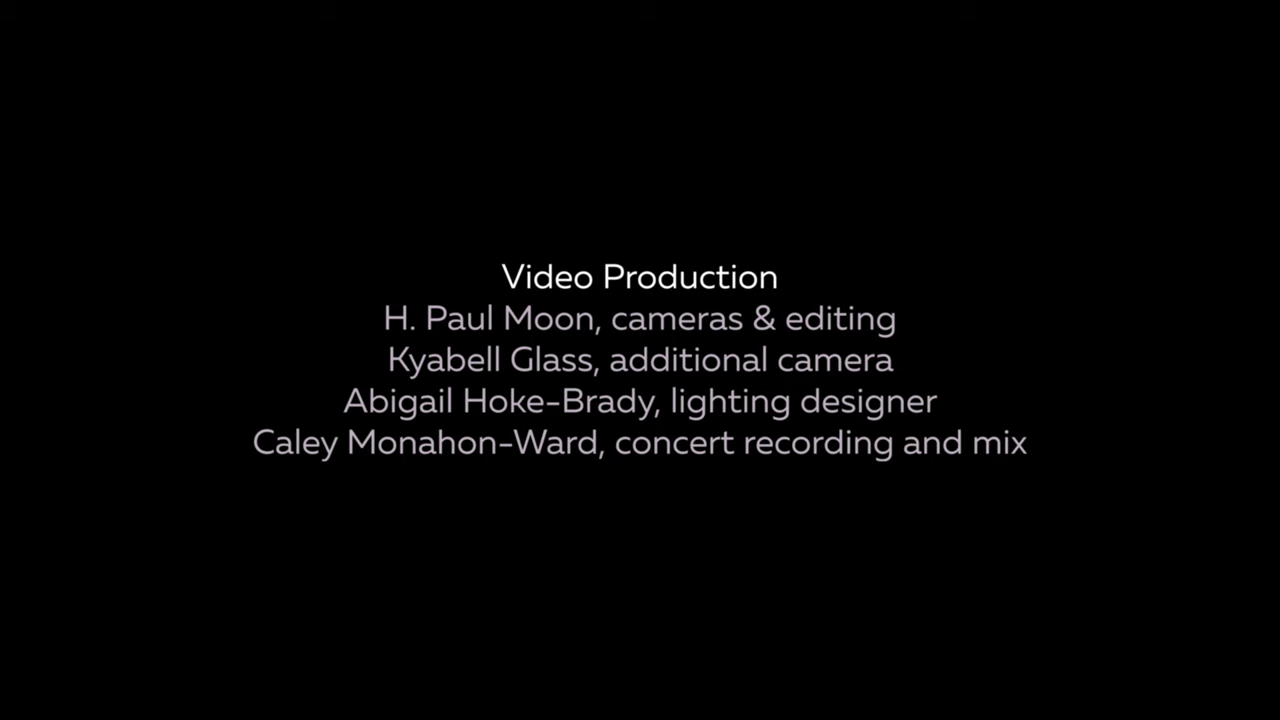 Video Production
H. Paul Moon, cameras & editing
Kyabell Glass, additional camera
Abigail Hoke-Brady, lighting designer
Caley Monahon-Ward, concert recording and mix